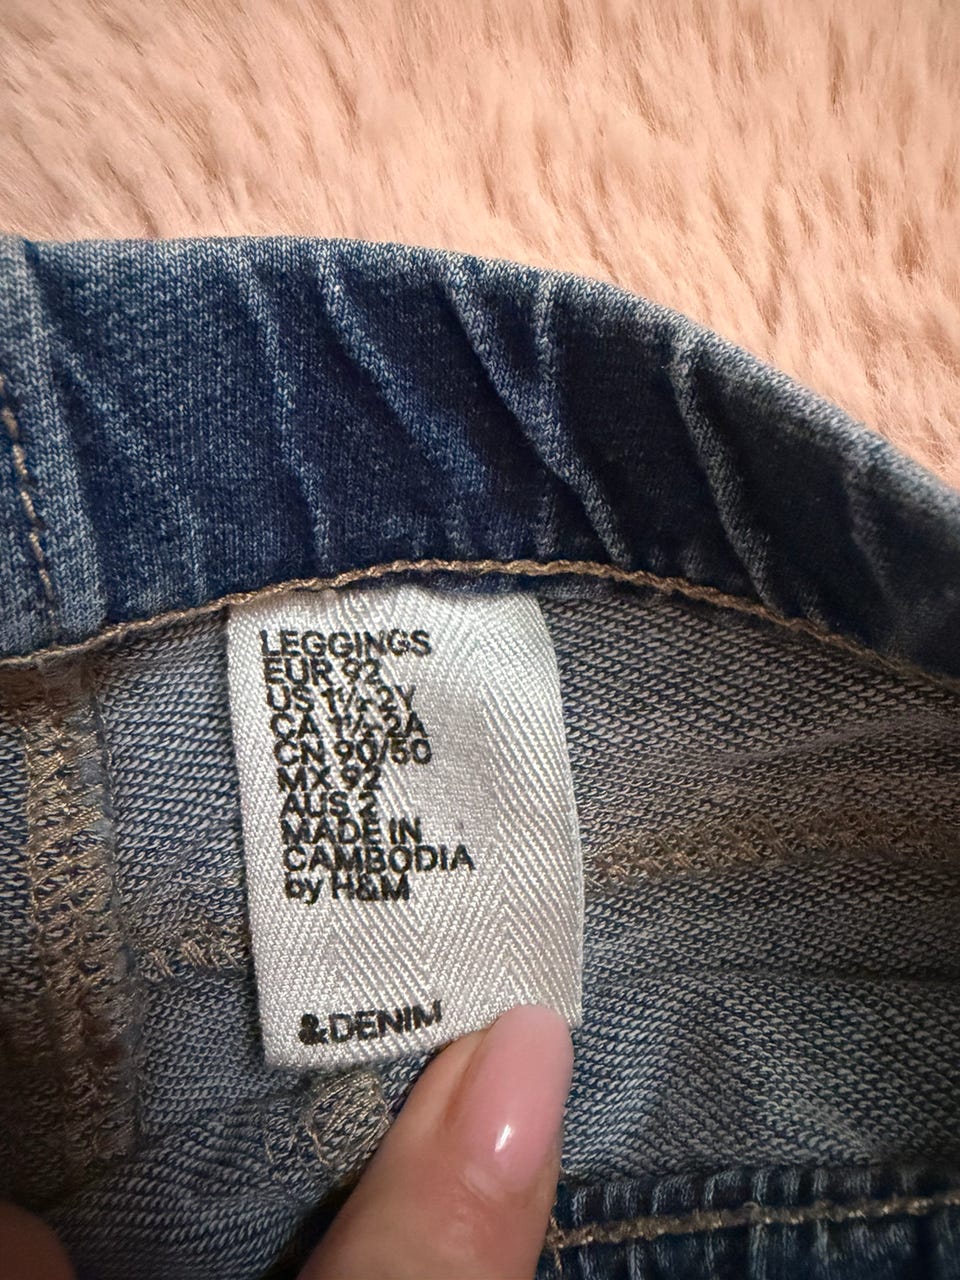 LEGGINGS
EUR 92
US 1½-2Y
CA 1½-2A
CN 90/50
MX 92
AUS 2
MADE IN
CAMBODIA
by H&M
&DENIM